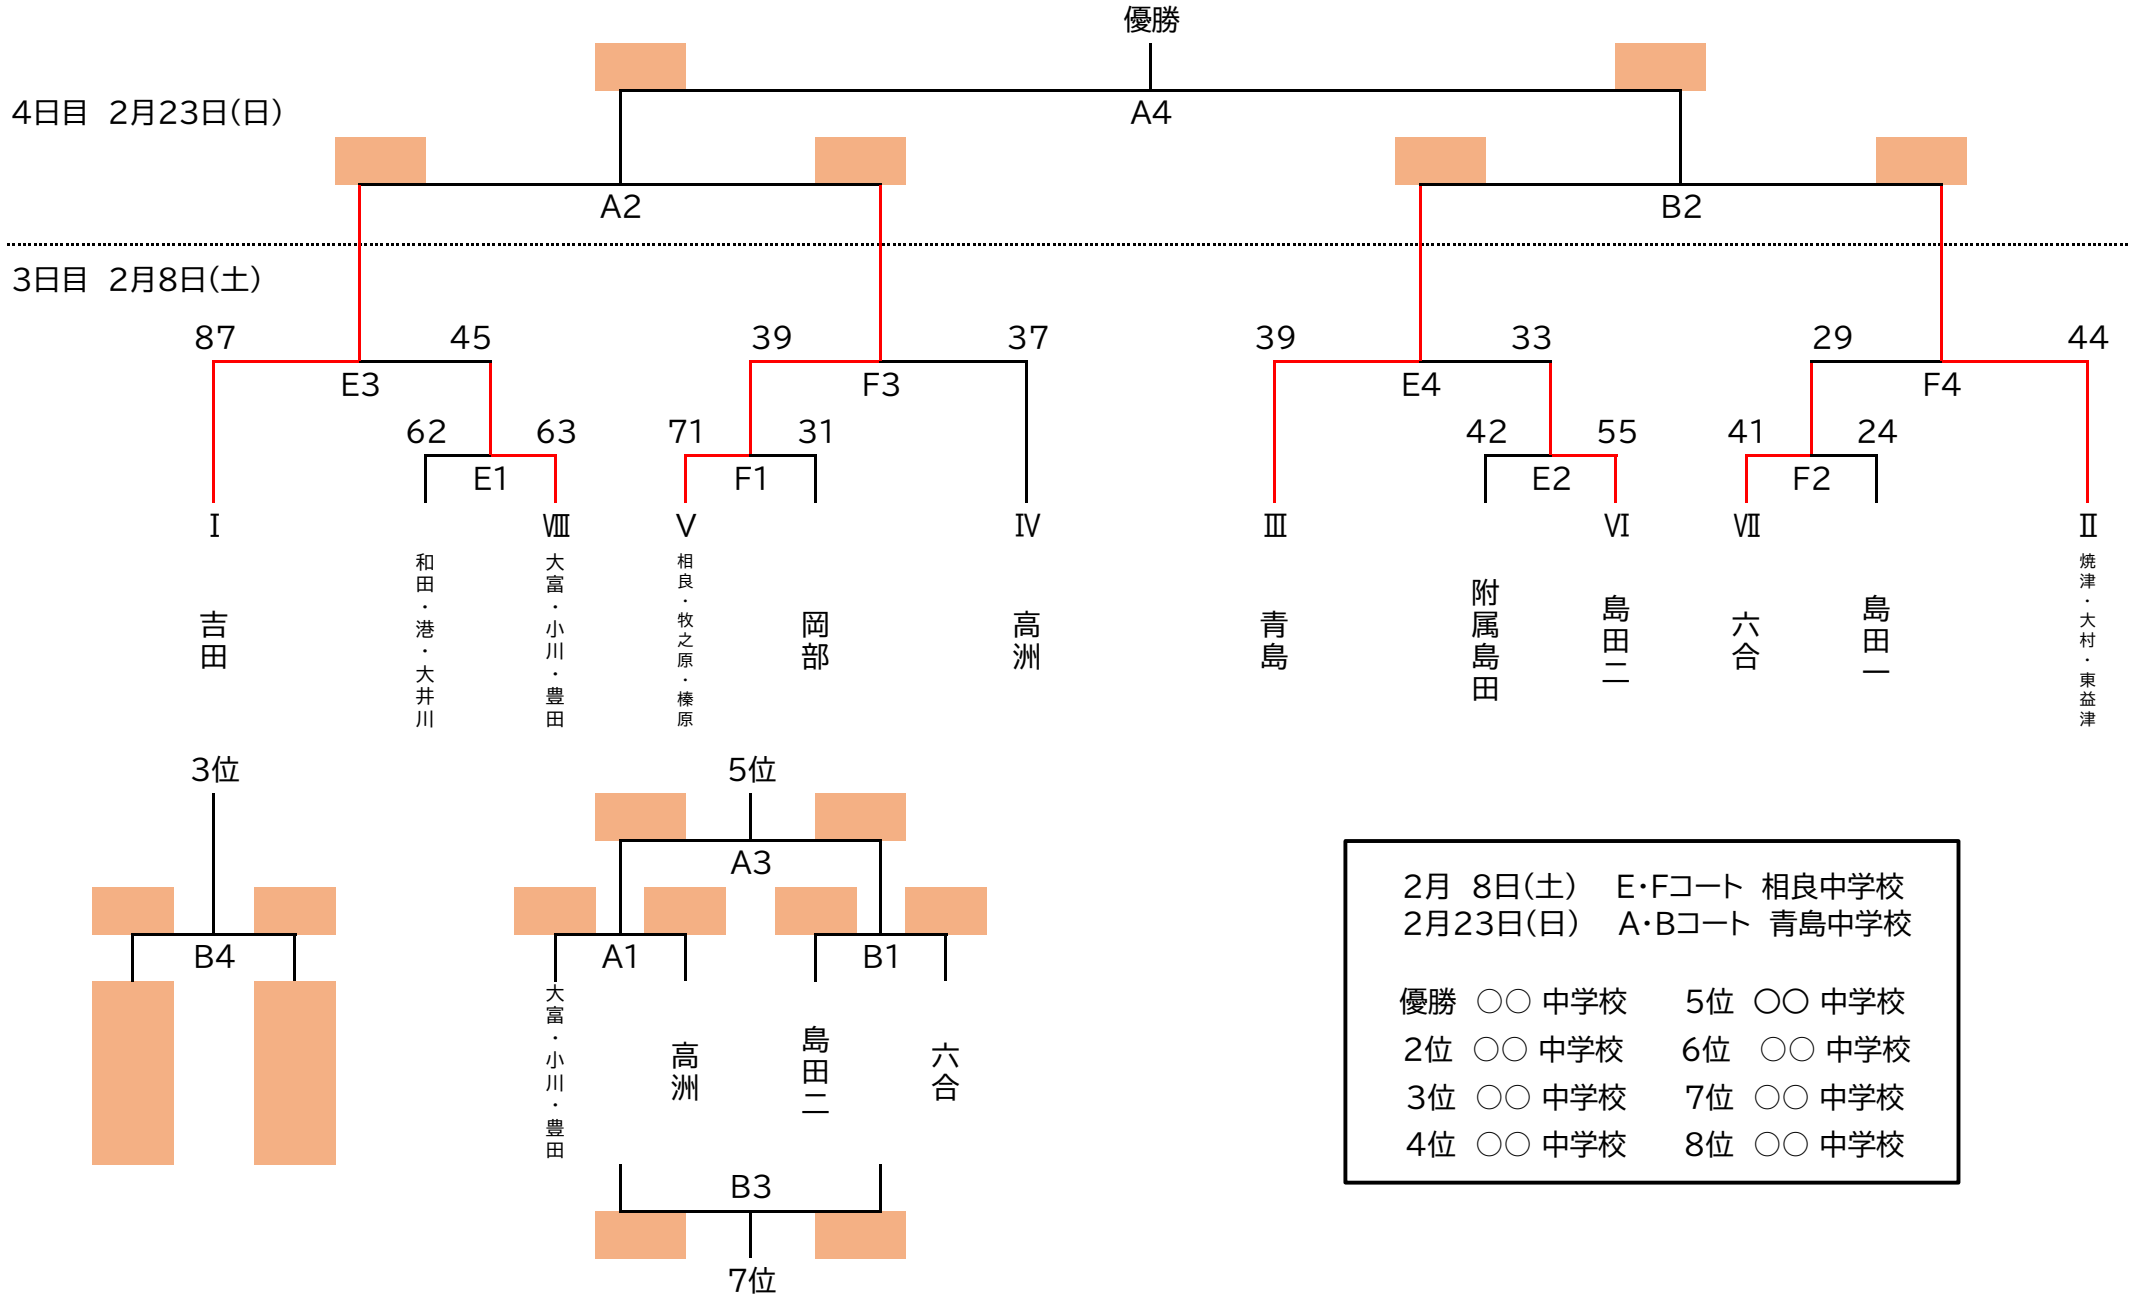 優勝
A4
4日目 2月23日(日)
A2
B2
3日目 2月8日(土)
87
45
39
37
39
33
29
44
E3
F3
E4
F4
62
63
71
31
42
55
41
24
E1
F1
E2
F2
Ⅰ
Ⅷ
Ⅴ
Ⅳ
Ⅲ
Ⅵ
Ⅶ
Ⅱ
吉田
和田・港・大井川
大富・小川・豊田
相良・牧之原・榛原
岡部
高洲
青島
附属島田
島田二
六合
島田一
焼津・大村・東益津
3位
B4
5位
A3
A1
B1
大富・小川・豊田
高洲
島田二
六合
B3
7位
2月 8日(土) E・Fコート 相良中学校
2月23日(日) A・Bコート 青島中学校
優勝 ○○ 中学校 5位 ○○ 中学校
2位 ○○ 中学校 6位 ○○ 中学校
3位 ○○ 中学校 7位 ○○ 中学校
4位 ○○ 中学校 8位 ○○ 中学校